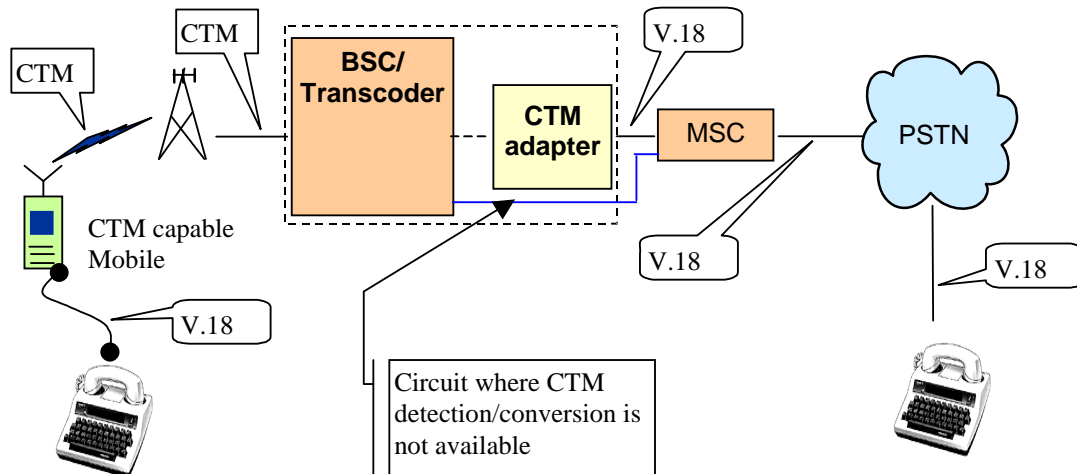 CTM
CTM
V.18
BSC/
Transcoder
CTM
adapter
MSC
PSTN
CTM capable
Mobile
V.18
V.18
V.18
Circuit where CTM
detection/conversion is
not available